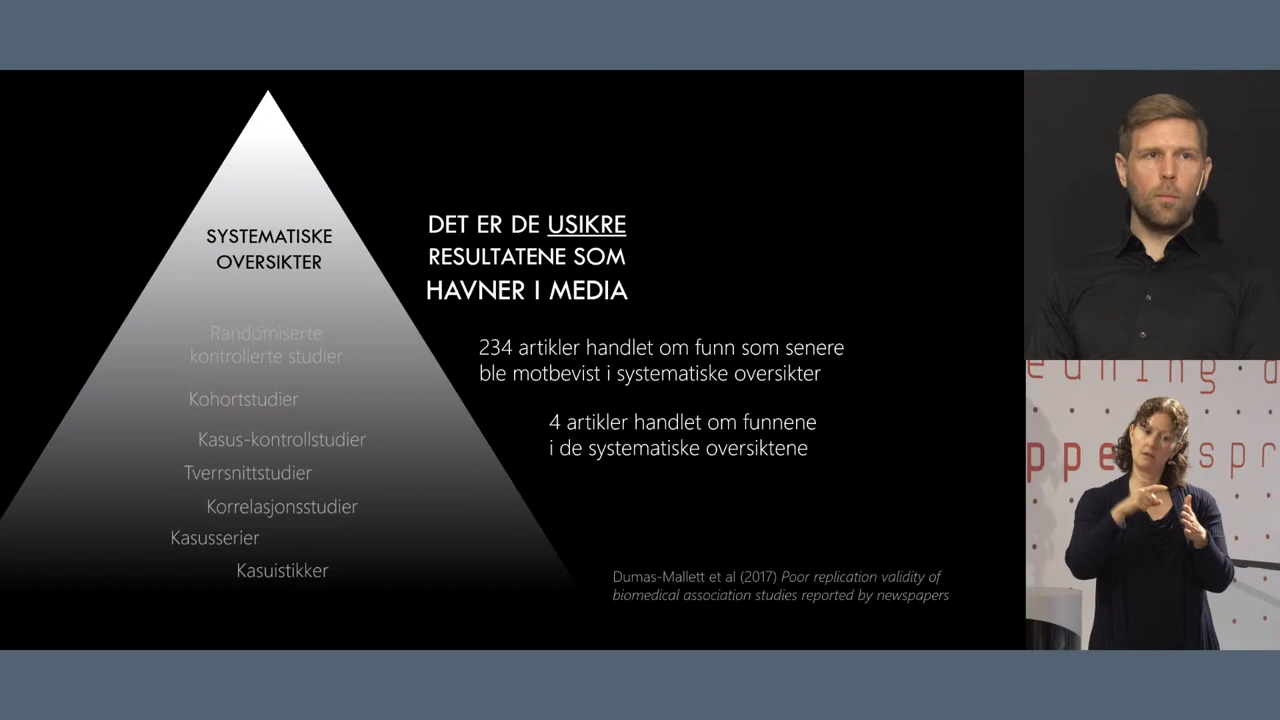 SYSTEMATISKE
OVERSIKTER
Randomiserte
kontrollerte studier
Kohortstudier
Kasus-kontrollstudier
Tverrsnittstudier
Korrelasjonsstudier
Kasusserier
Kasuistikker
DET ER DE USIKRE
RESULTATENE SOM
HAVNER I MEDIA
234 artikler handlet om funn som senere
ble motbevist i systematiske oversikter
4 artikler handlet om funnene
i de systematiske oversiktene
Dumas-Mallett et al (2017) Poor replication validity of
biomedical association studies reported by newspapers